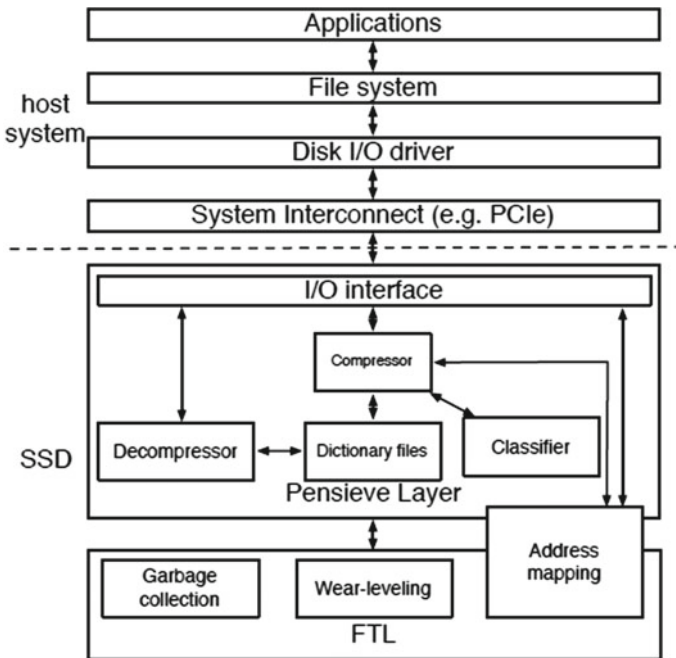 Applications
File system
host
system
Disk I/O driver
System Interconnect (e.g. PCIe)
I/O interface
Compressor
Decompressor
Dictionary files
Classifier
SSD
Pensieve Layer
Address
mapping
Garbage
collection
Wear-leveling
FTL